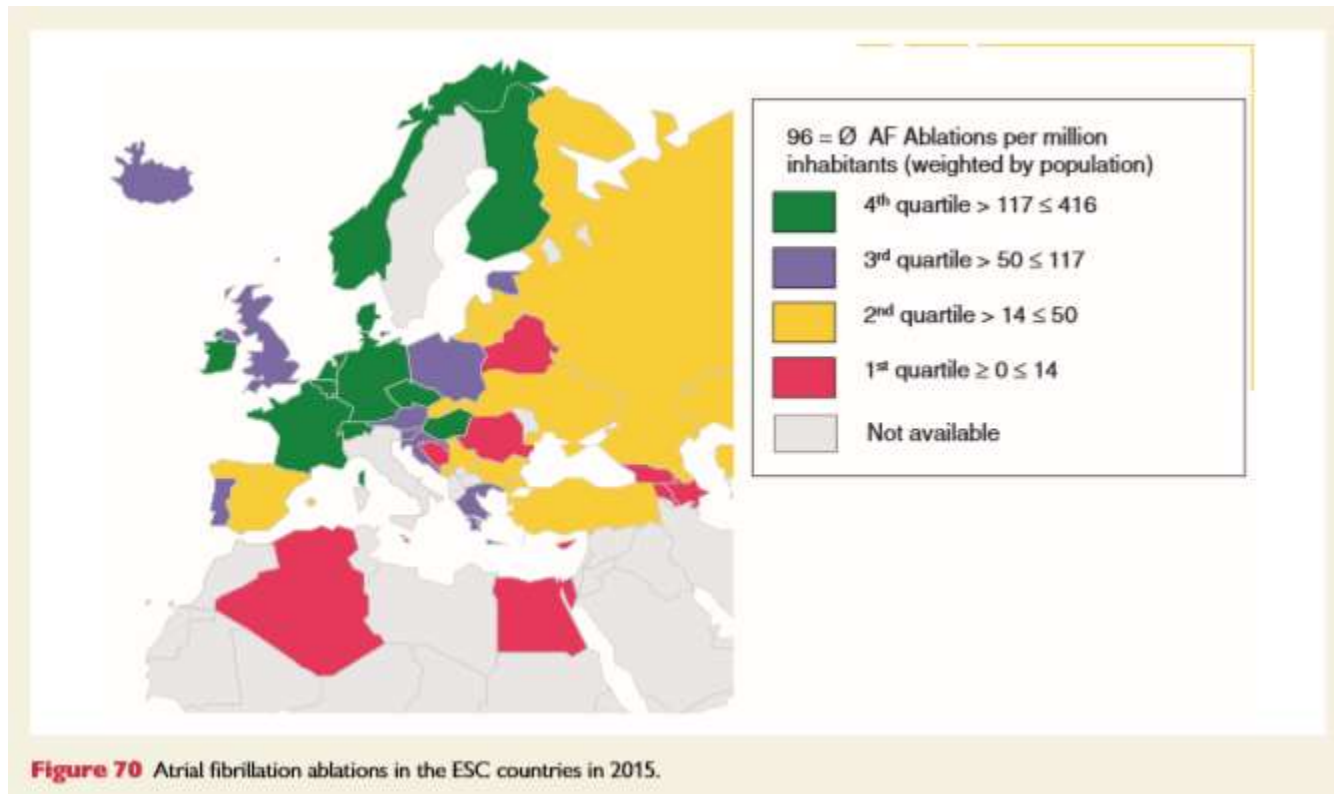 96 = Ø AF Ablations per million
inhabitants (weighted by population)
4th quartile > 117 ≤ 416
3rd quartile > 50 ≤ 117
2nd quartile > 14 ≤ 50
1st quartile ≥ 0 ≤ 14
Not available
Figure 70 Atrial fibrillation ablations in the ESC countries in 2015.